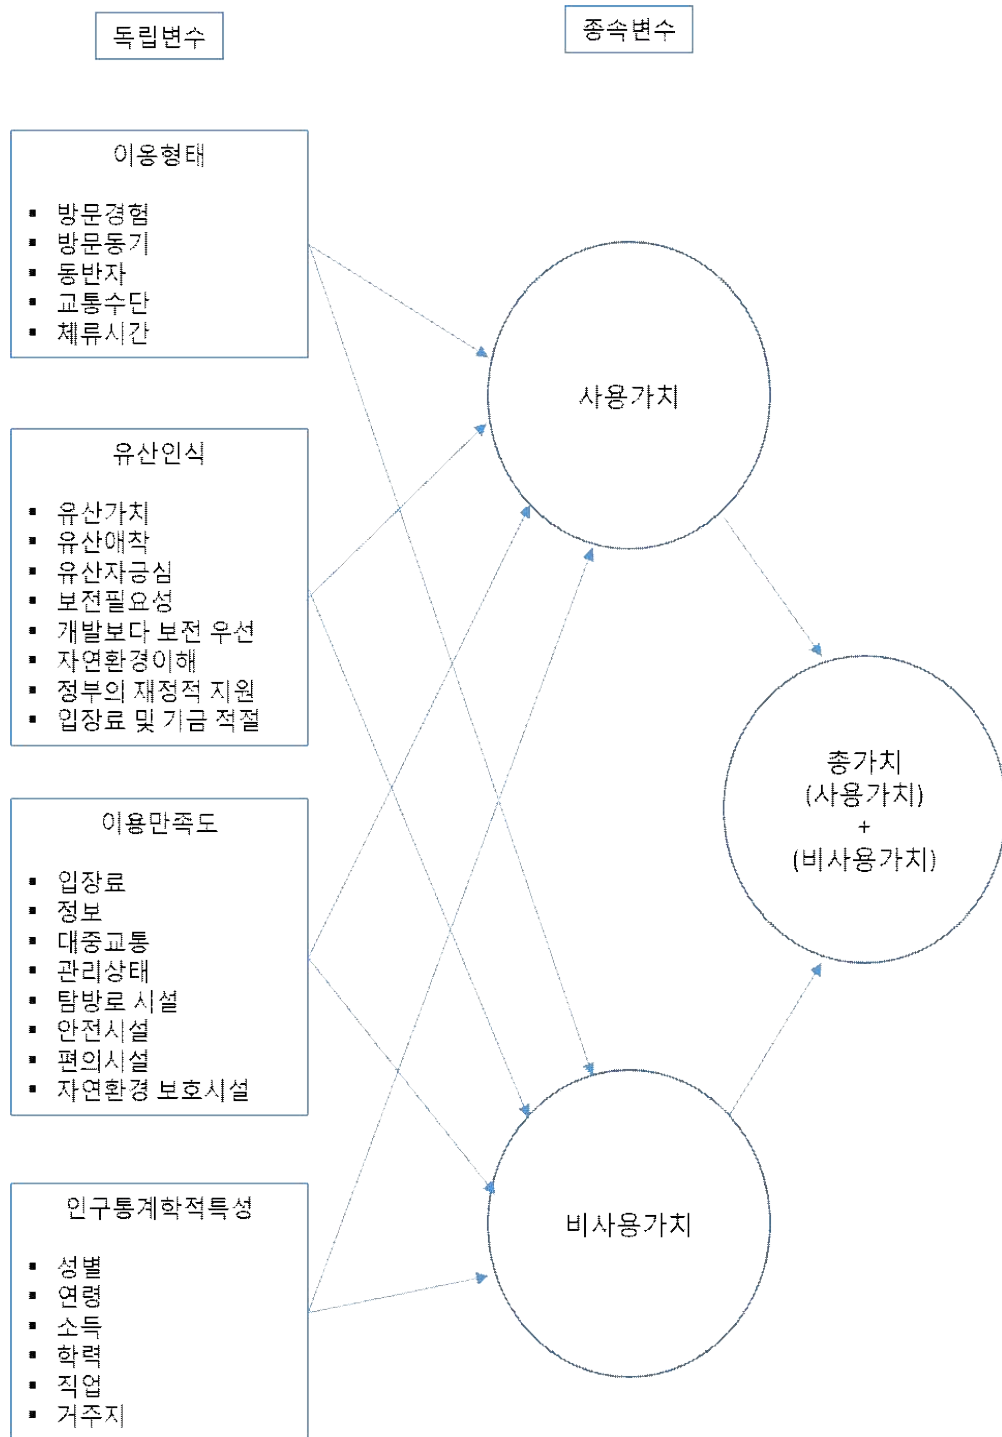 독립변수
종속변수
이용형태
▪ 방문경험
▪ 방문동기
▪ 동반자
▪ 교통수단
▪ 체류시간
유산인식
▪ 유산가치
▪ 유산애착
▪ 유산자긍심
▪ 보전필요성
▪ 개발보다 보전 우선
▪ 자연환경이해
▪ 정부의 재정적 지원
▪ 입장료 및 기금 적절
이용만족도
▪ 입장료
▪ 정보
▪ 대중교통
▪ 관리상태
▪ 탐방로 시설
▪ 안전시설
▪ 편의시설
▪ 자연환경 보호시설
인구통계학적특성
▪ 성별
▪ 연령
▪ 소득
▪ 학력
▪ 직업
▪ 거주지
사용가치
비사용가치
총가치
(사용가치)
+
(비사용가치)